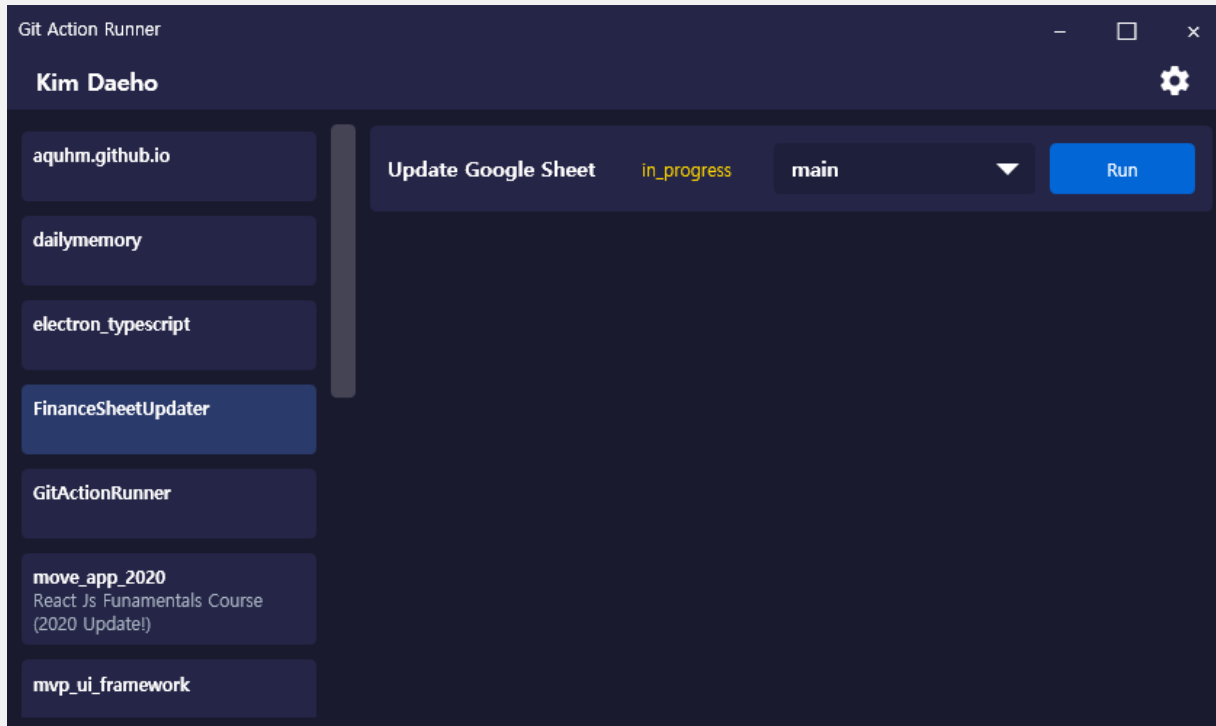 Git Action Runner
Kim Daeho
aquhm.github.io
dailymemory
electron_typescript
FinanceSheetUpdater
GitActionRunner
move_app_2020
React Js Funamentals Course
(2020 Update!)
mvp_ui_framework
Update Google Sheet in_progress main Run